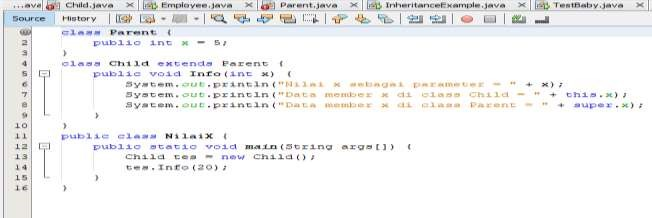 ...ave Child.java Employee.java Parent.java InheritanceExample.java TestBaby.java
Source History
class Parent {
2 public int x = 5;
3 }
4 class Child extends Parent {
5 public void Info(int x) {
6 System.out.println("Nilai x sebagai parameter = " + x);
7 System.out.println("Data member x di class Child = " + this.x);
8 System.out.println("Data member x di class Parent = " + super.x);
9 }
10 }
11 public class NilaiX {
12 public static void main(String args[]) {
13 Child tes = new Child();
14 tes.Info(20);
15 }
16 }